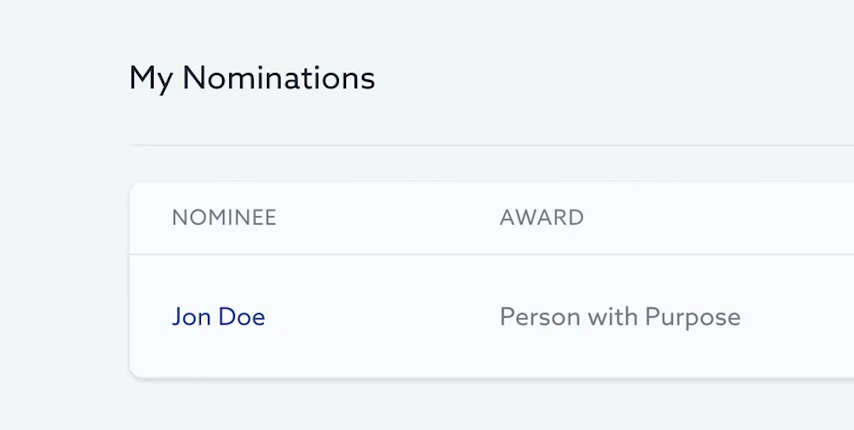 My Nominations
NOMINEE AWARD
Jon Doe Person with Purpose